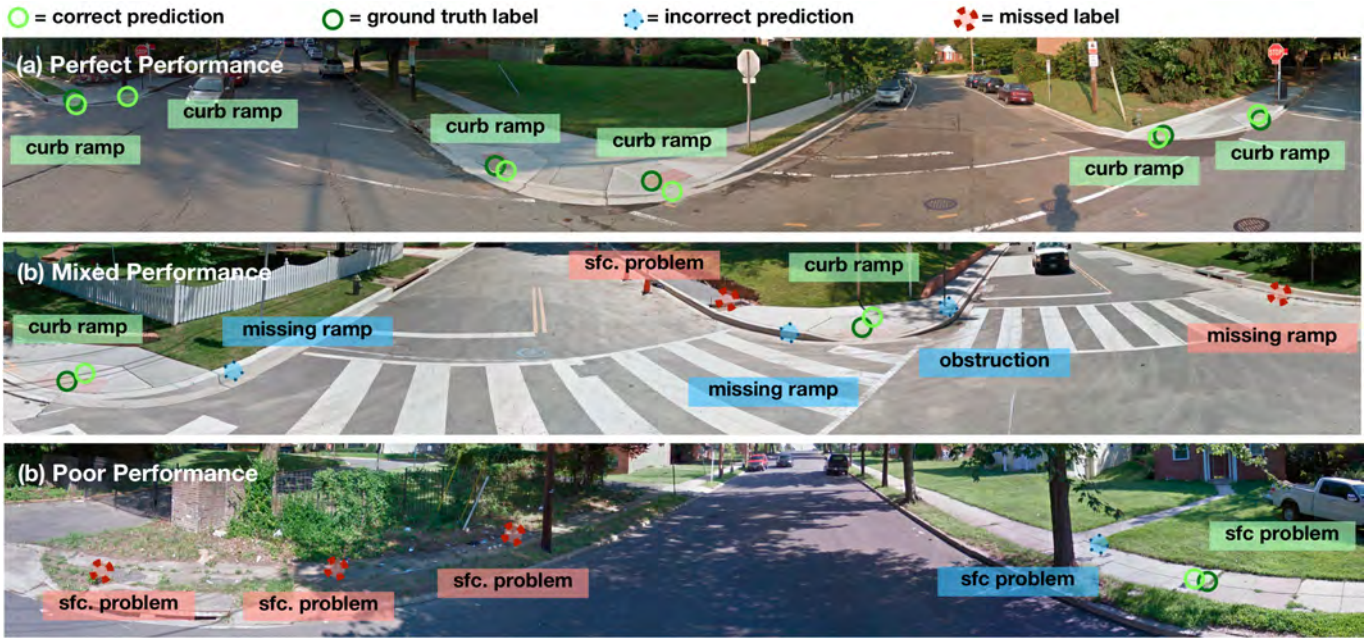 = correct prediction = ground truth label = incorrect prediction = missed label
(a) Perfect Performance
curb ramp
curb ramp
curb ramp
curb ramp
curb ramp
curb ramp
(b) Mixed Performance
sfc. problem
curb ramp
curb ramp
missing ramp
missing ramp
obstruction
missing ramp
(b) Poor Performance
sfc problem
sfc. problem
sfc problem
sfc. problem
sfc. problem